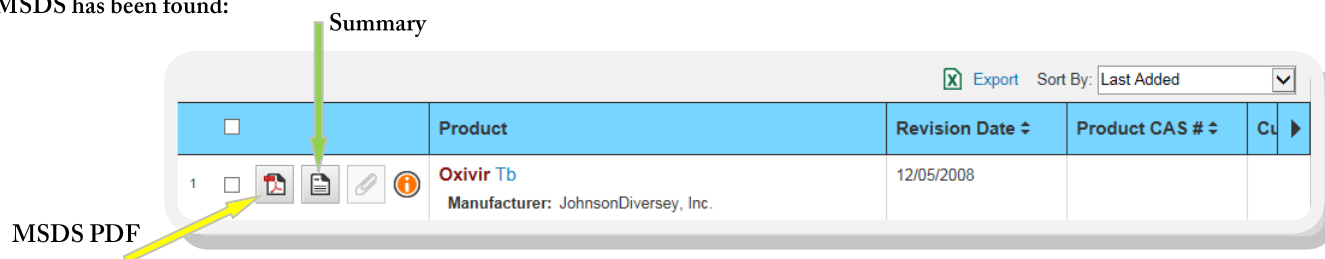 MSDS has been found:
Summary
Export Sort By: Last Added
Product Revision Date Product CAS #
1 Oxivir Tb 12/05/2008
Manufacturer: JohnsonDiversey, Inc.
MSDS PDF